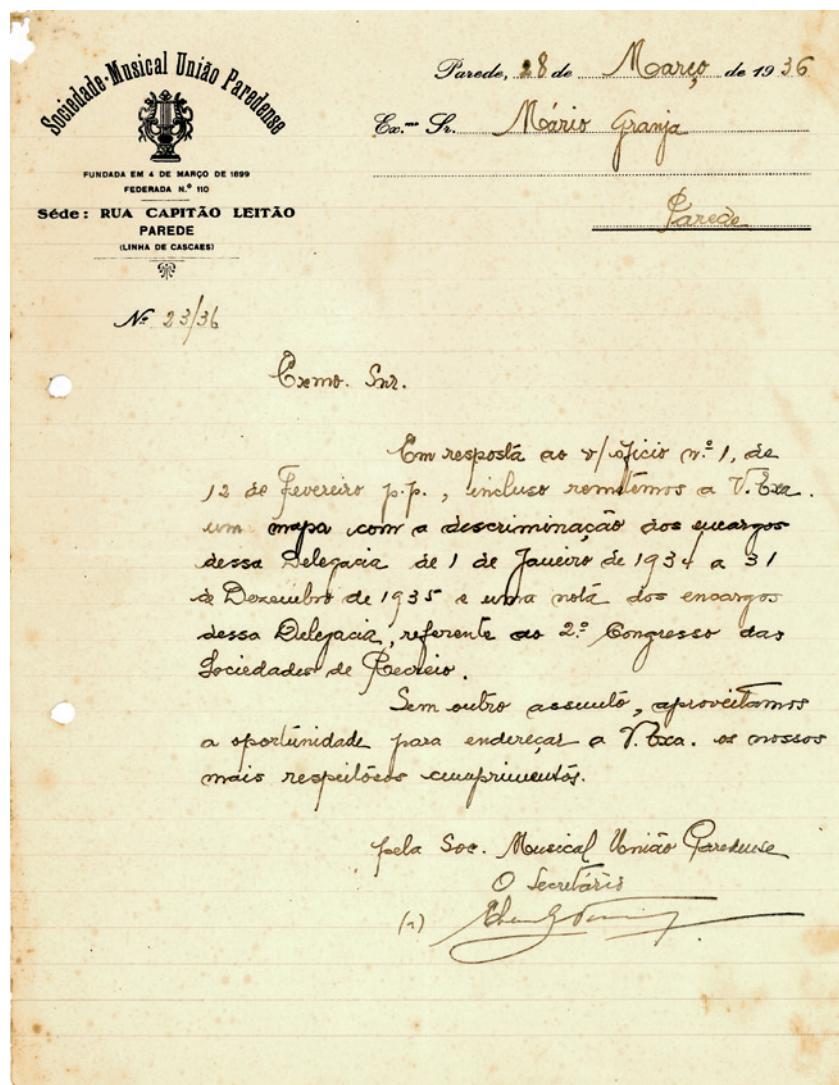 Sociedade-Musical União Paredense
FUNDADA EM 4 DE MARÇO DE 1899
FEDERADA N.º 110
Séde: RUA CAPITÃO LEITÃO
PAREDE
(LINHA DE CASCAES)
Parede, 28 de Março de 1936
Ex.mo Sr. Mário Granja
Parede
Nº 23/36
Exmo. Snr.
Em resposta ao v/ofício n.º 1, de
12 de Fevereiro p.p., incluso remetemos a V. Exa.
um mapa com a descriminação dos encargos
dessa Delegacia de 1 de Janeiro de 1934 a 31
de Dezembro de 1935 e uma nota dos encargos
dessa Delegacia, referente ao 2.º Congresso das
Sociedades de Recreio.
Sem outro assunto, aproveitamos
a oportunidade para endereçar a V. Exa. os nossos
mais respeitosos cumprimentos.
pela Soc. Musical União Paredense
O Secretário
(a)